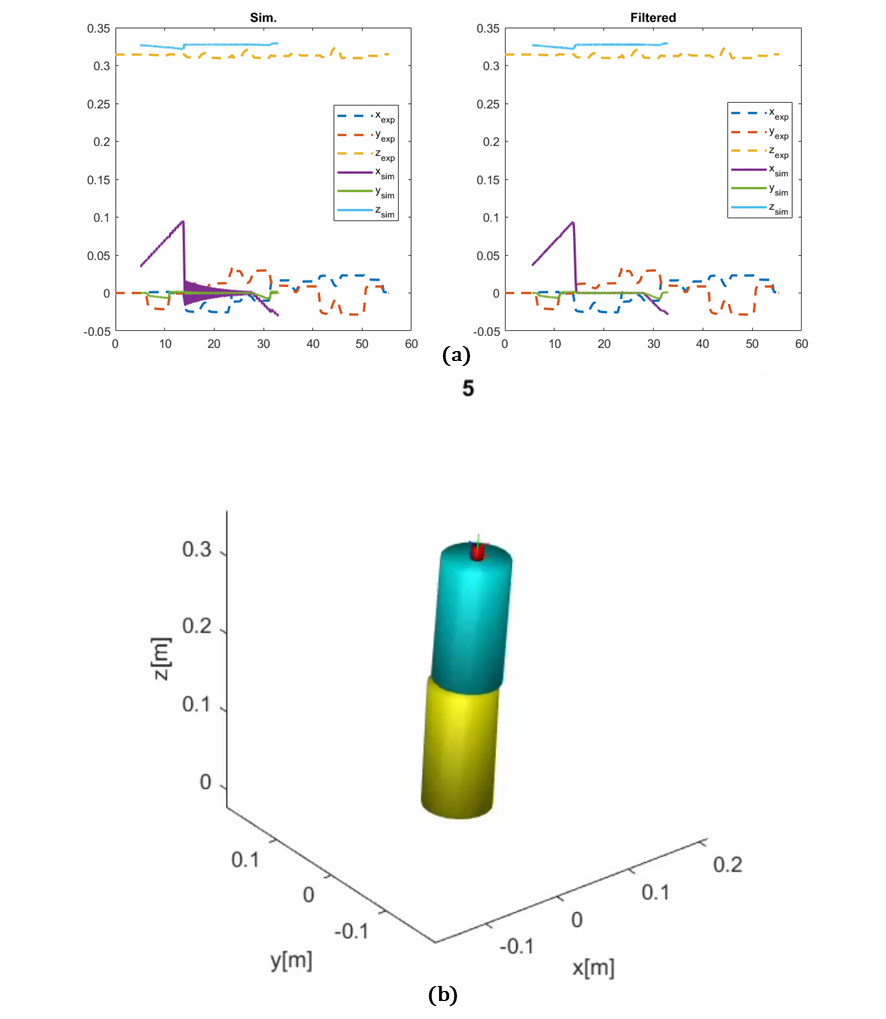 Sim.
0.35
0.3
0.25
0.2
0.15
0.1
0.05
0
-0.05
0 10 20 30 40 50 60
x_exp
y_exp
z_exp
x_sim
y_sim
z_sim
Filtered
0.35
0.3
0.25
0.2
0.15
0.1
0.05
0
-0.05
0 10 20 30 40 50 60
x_exp
y_exp
z_exp
x_sim
y_sim
z_sim
(a)
5
0.3
0.2
0.1
0
z[m]
0.1
0
-0.1
y[m]
-0.1
0
0.1
0.2
x[m]
(b)